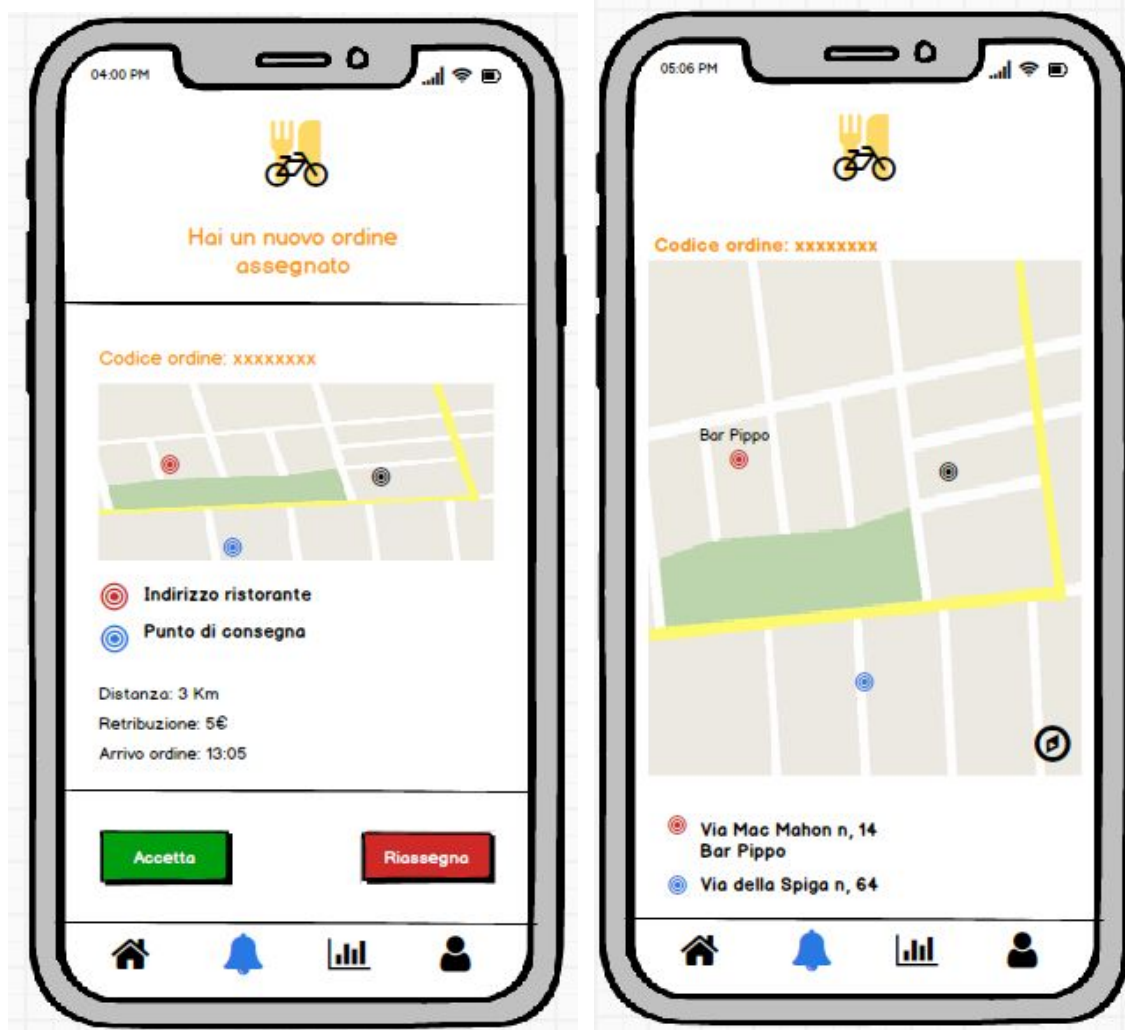 04:00 PM
Hai un nuovo ordine
assegnato
Codice ordine: xxxxxxxx
Indirizzo ristorante
Punto di consegna
Distanza: 3 Km
Retribuzione: 5€
Arrivo ordine: 13:05
Accetta
Riassegna
05:06 PM
Codice ordine: xxxxxxxx
Bar Pippo
Via Mac Mahon n, 14
Bar Pippo
Via della Spiga n, 64